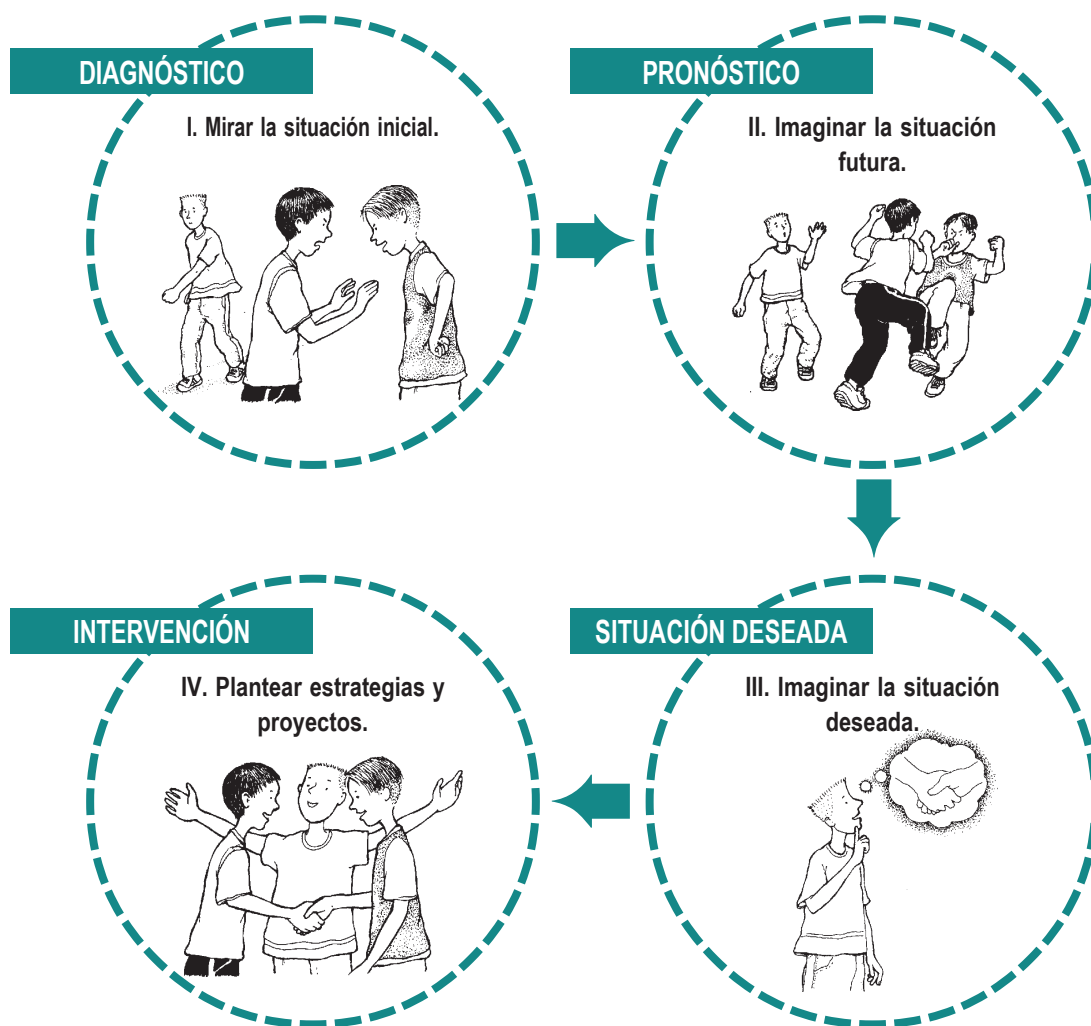 DIAGNÓSTICO
I. Mirar la situación inicial.
PRONÓSTICO
II. Imaginar la situación
futura.
SITUACIÓN DESEADA
III. Imaginar la situación
deseada.
INTERVENCIÓN
IV. Plantear estrategias y
proyectos.